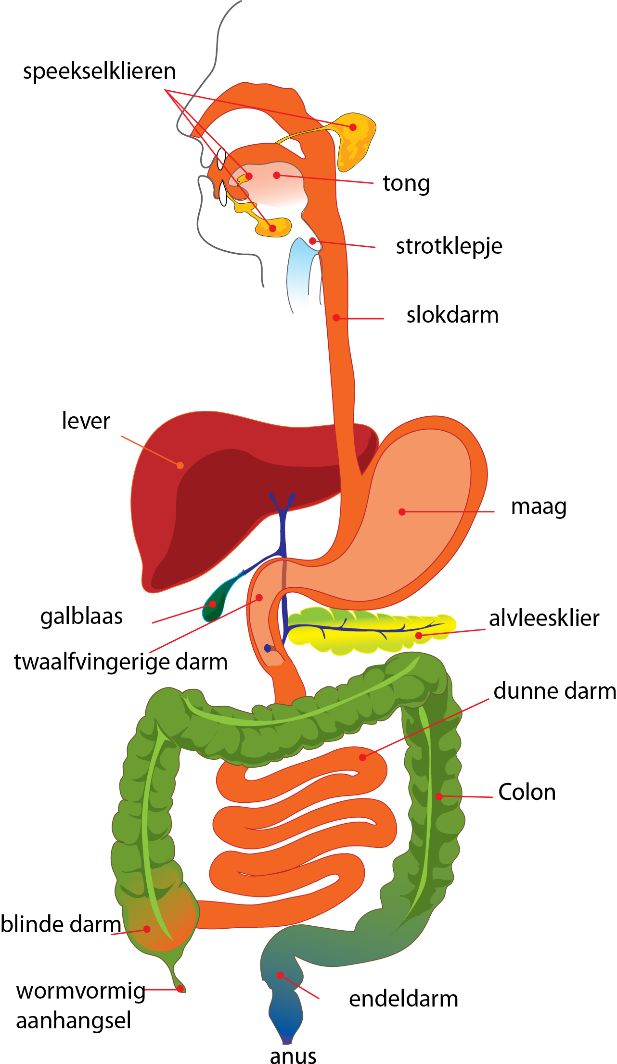 speekselklieren
tong
strotklepje
slokdarm
lever
maag
galblaas
alvleesklier
twaalfvingerige darm
dunne darm
Colon
blinde darm
wormvormig
aanhangsel
endeldarm
anus